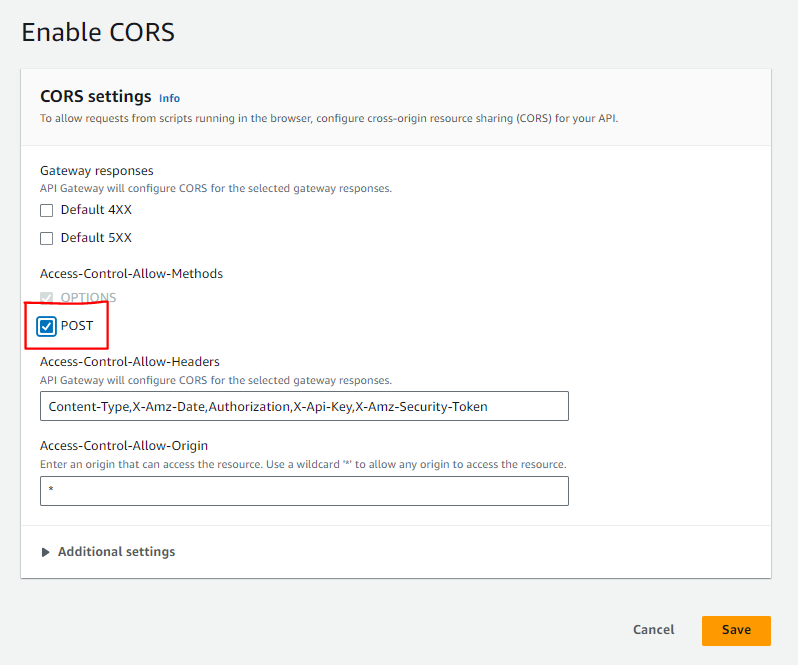 Enable CORS
CORS settings Info
To allow requests from scripts running in the browser, configure cross-origin resource sharing (CORS) for your API.
Gateway responses
API Gateway will configure CORS for the selected gateway responses.
Default 4XX
Default 5XX
Access-Control-Allow-Methods
OPTIONS
POST
Access-Control-Allow-Headers
API Gateway will configure CORS for the selected gateway responses.
Content-Type,X-Amz-Date,Authorization,X-Api-Key,X-Amz-Security-Token
Access-Control-Allow-Origin
Enter an origin that can access the resource. Use a wildcard '*' to allow any origin to access the resource.
*
Additional settings
Cancel Save